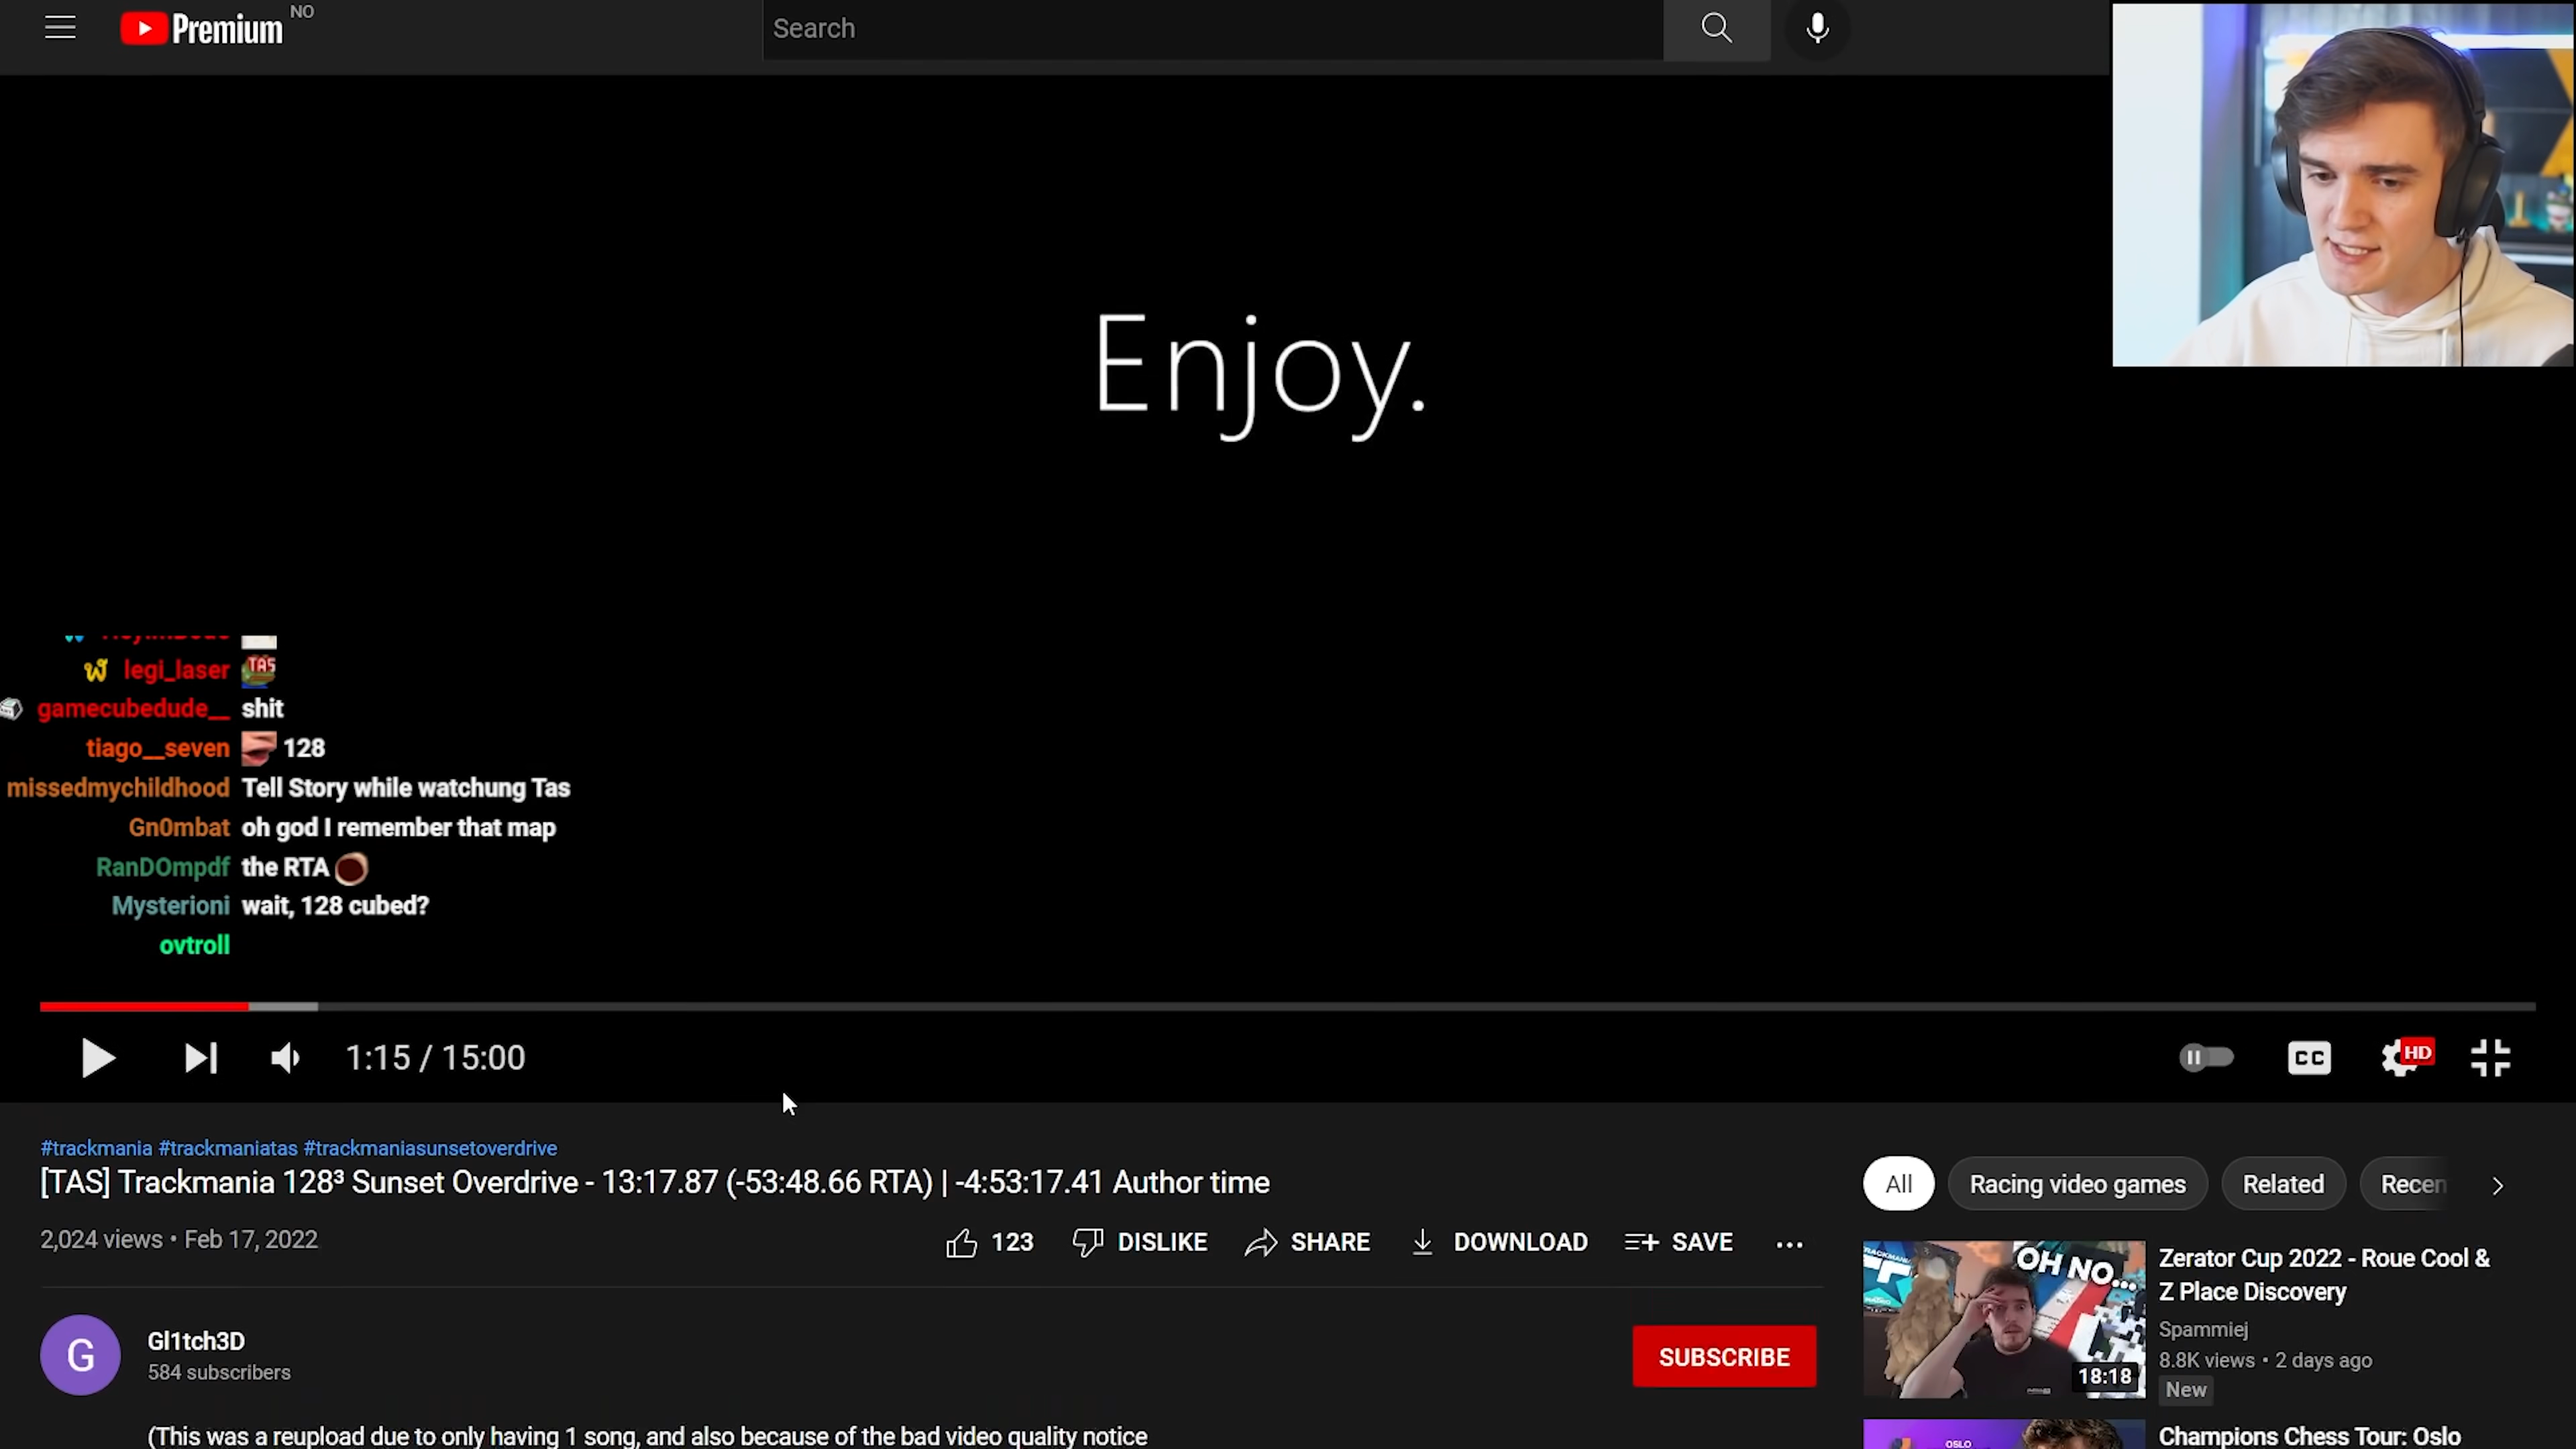 Premium NO
Search
Enjoy.
legi_laser TAS
gamecubedude__ shit
tiago__seven 128
missedmychildhood Tell Story while watchung Tas
Gn0mbat oh god I remember that map
RanDOmpdf the RTA
Mysterioni wait, 128 cubed?
ovtroll
1:15 / 15:00
CC
HD
#trackmania #trackmaniatas #trackmaniasunsetoverdrive
[TAS] Trackmania 128³ Sunset Overdrive - 13:17.87 (-53:48.66 RTA) | -4:53:17.41 Author time
2,024 views • Feb 17, 2022
123 DISLIKE SHARE DOWNLOAD SAVE
G
Gl1tch3D
584 subscribers
SUBSCRIBE
(This was a reupload due to only having 1 song, and also because of the bad video quality notice
All Racing video games Related Recen
OH NO...
18:18
Zerator Cup 2022 - Roue Cool &
Z Place Discovery
Spammiej
8.8K views • 2 days ago
New
OSLO
Champions Chess Tour: Oslo